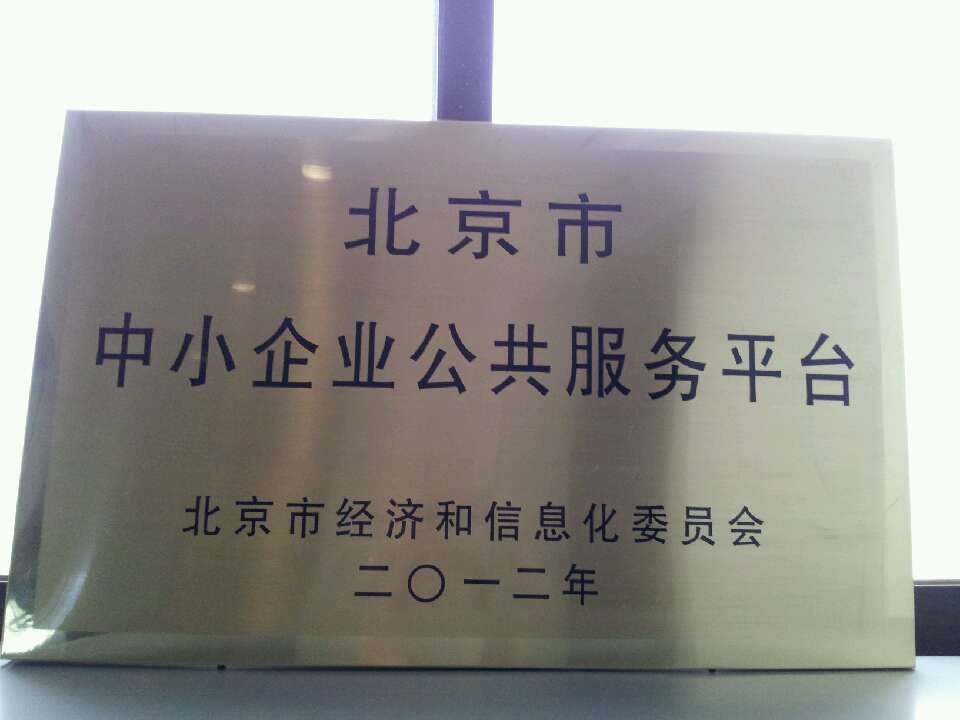 北京市
中小企业公共服务平台
北京市经济和信息化委员会
二〇一二年